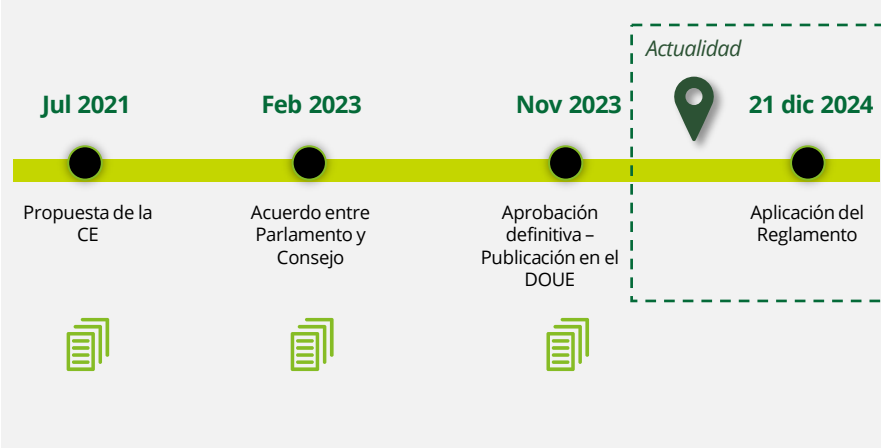 Actualidad
Jul 2021
Feb 2023
Nov 2023
21 dic 2024
Propuesta de la
CE
Acuerdo entre
Parlamento y
Consejo
Aprobación
definitiva –
Publicación en el
DOUE
Aplicación del
Reglamento